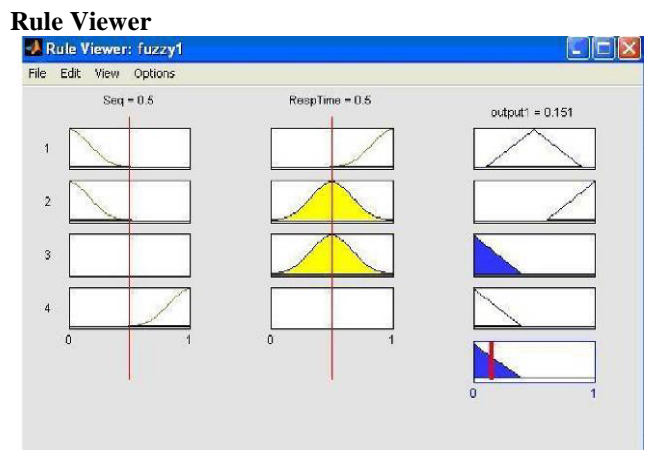 Rule Viewer
Rule Viewer: fuzzy1
File Edit View Options
Seq = 0.5 RespTime = 0.5 output1 = 0.151
1
2
3
4
0 1 0 1
0 1